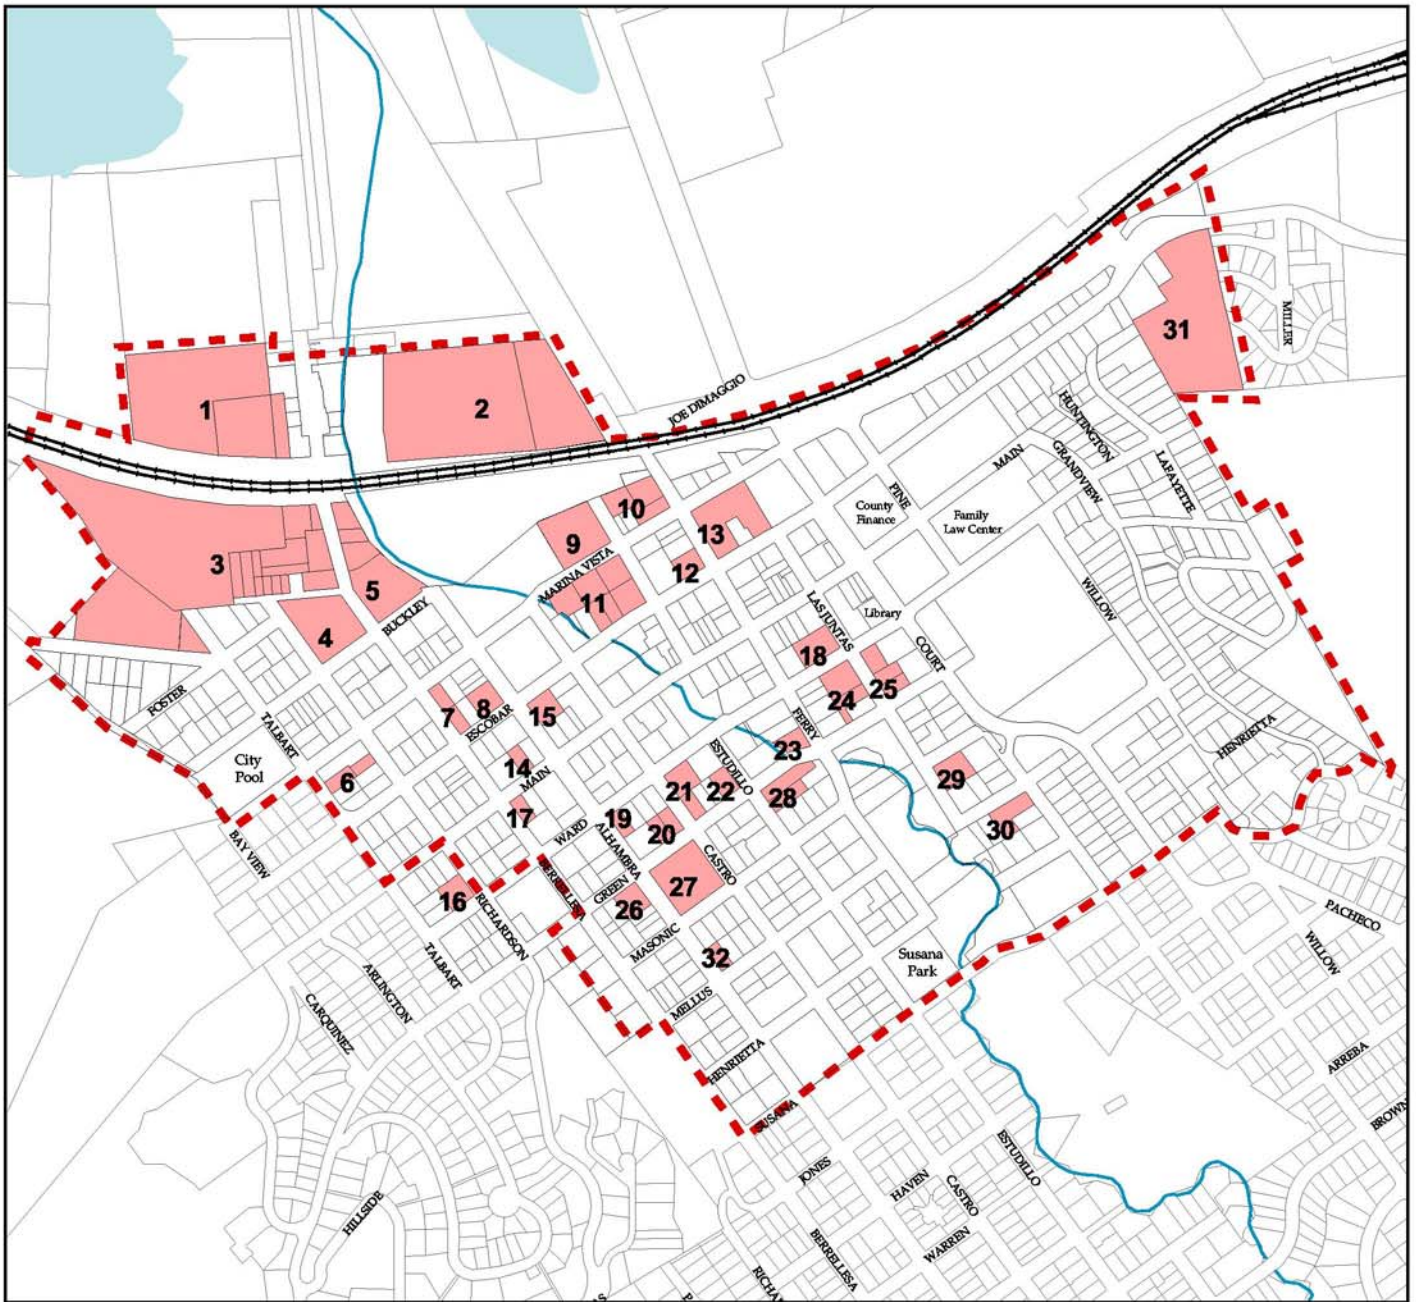 31
MILLER
1
2
JOE DIMAGGIO
HUNTINGTON
MAIN
GRANDVIEW
LAFAYETTE
10
PINE
County
Finance
Family
Law Center
13
9
3
MARINA VISTA
12
5
11
BUCKLEY
4
LAS JUNTAS
Library
WILLOW
18
COURT
24
25
FOSTER
7
8
15
ESCOBAR
TALBART
FERRY
HENRIETTA
23
City
Pool
6
14
MAIN
ESTUDILLO
29
21
22
28
17
WARD
19
20
30
BAY VIEW
ALHAMBRA
CASTRO
BERRELLESA
GREEN
27
16
RICHARDSON
26
MASONIC
TALBART
32
Susana
Park
PACHECO
WILLOW
ARLINGTON
MELLUS
CARQUINEZ
HENRIETTA
ARREBA
SUSANA
BROWN
JONES
ESTUDILLO
HAVEN
CASTRO
HILLSIDE
WARREN
BERRELLESA
RICHA
AS